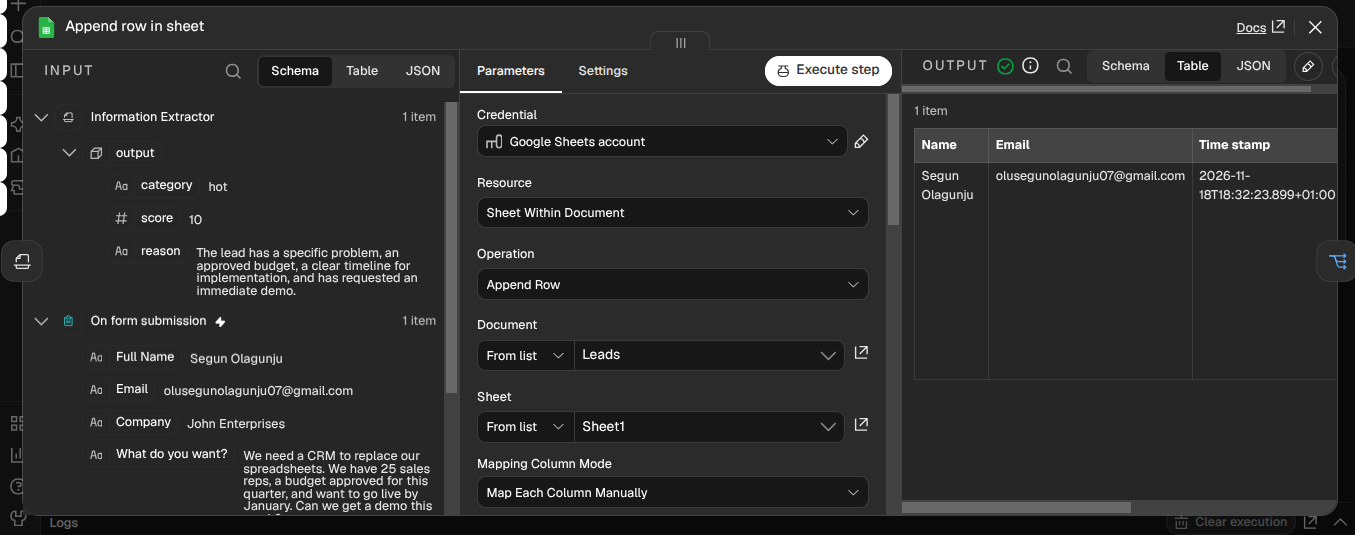 Append row in sheet
Docs
INPUT
Schema
Table
JSON
Information Extractor
1 item
output
Aa category hot
# score 10
Aa reason The lead has a specific problem, an
approved budget, a clear timeline for
implementation, and has requested an
immediate demo.
On form submission
1 item
Aa Full Name Segun Olagunju
Aa Email olusegunolagunju07@gmail.com
Aa Company John Enterprises
Aa What do you want? We need a CRM to replace our
spreadsheets. We have 25 sales
reps, a budget approved for this
quarter, and want to go live by
January. Can we get a demo this
Parameters
Settings
Execute step
Credential
Google Sheets account
Resource
Sheet Within Document
Operation
Append Row
Document
From list
Leads
Sheet
From list
Sheet1
Mapping Column Mode
Map Each Column Manually
OUTPUT
Schema
Table
JSON
1 item
Name
Email
Time stamp
Segun
Olagunju
olusegunolagunju07@gmail.com
2026-11-
18T18:32:23.899+01:00
Logs
Clear execution